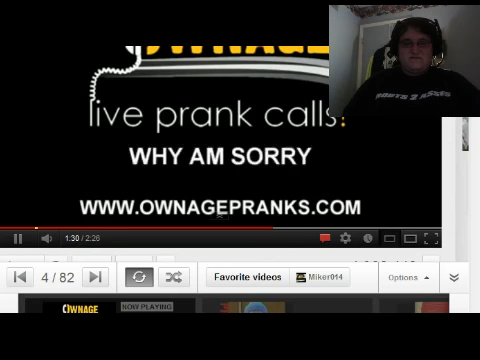 OWNAGE
live prank calls!
WHY AM SORRY
WWW.OWNAGEPRANKS.COM
1:30 / 2:26
4 / 82
Favorite videos
Miker014
Options
OWNAGE
NOW PLAYING